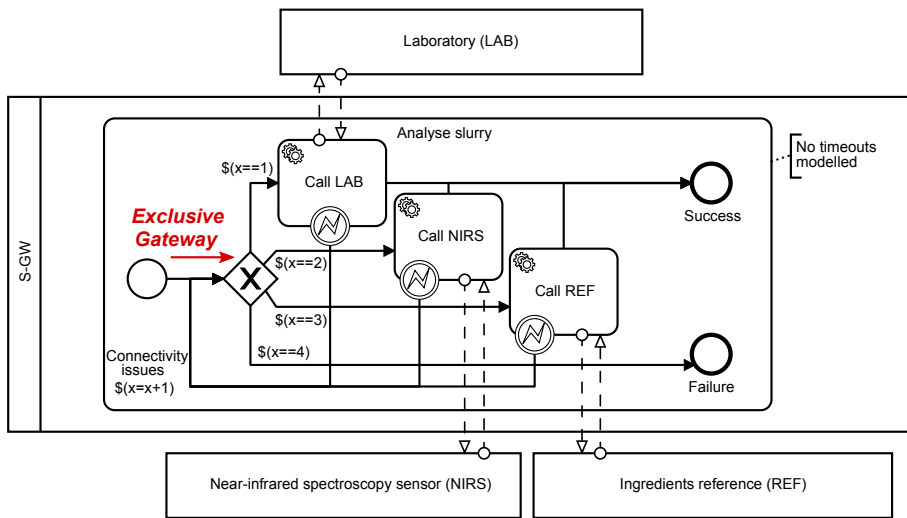 Laboratory (LAB)
S-GW
Analyse slurry
No timeouts
modelled
$(x==1)
Call LAB
Success
Exclusive
Gateway
X
Call NIRS
$(x==2)
Call REF
$(x==3)
$(x==4)
Connectivity
issues
$(x=x+1)
Failure
Near-infrared spectroscopy sensor (NIRS)
Ingredients reference (REF)